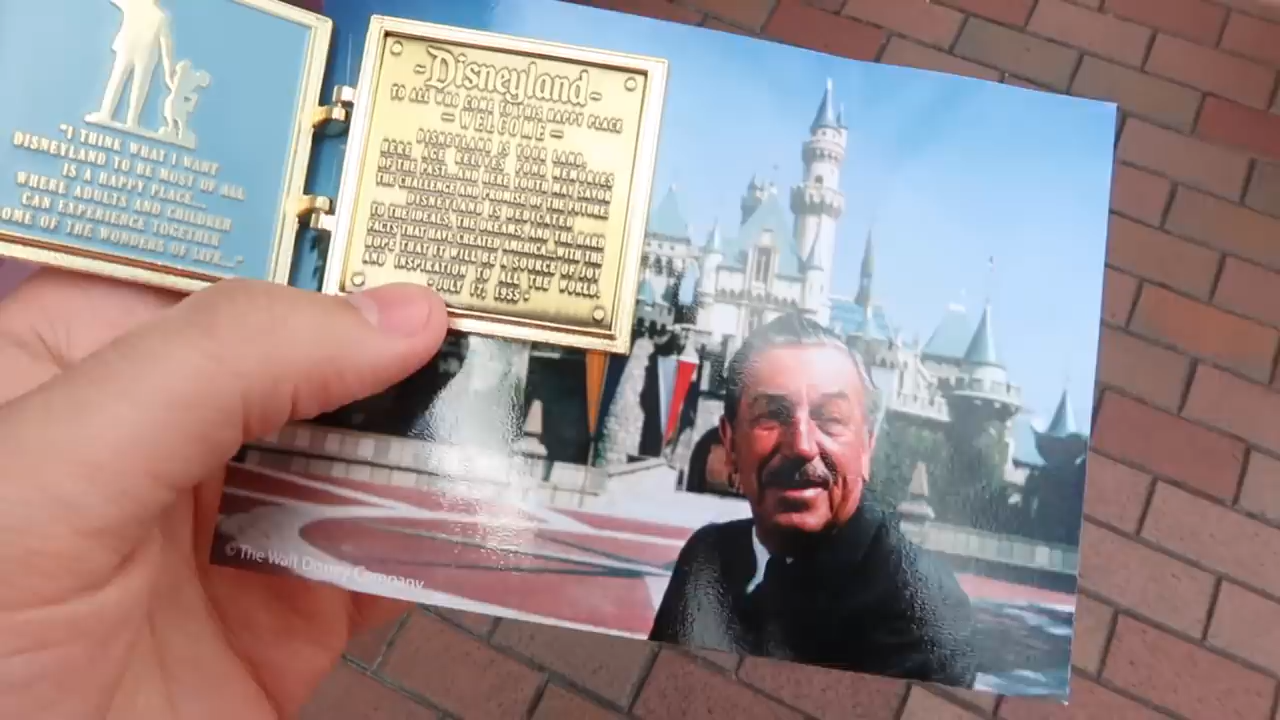 "I THINK WHAT I WANT
DISNEYLAND TO BE MOST OF ALL
IS A HAPPY PLACE...
WHERE ADULTS AND CHILDREN
CAN EXPERIENCE TOGETHER
OME OF THE WONDERS OF LIFE..."
-Disneyland-
TO ALL WHO COME TO THIS HAPPY PLACE
- WELCOME -
DISNEYLAND IS YOUR LAND.
HERE AGE RELIVES FOND MEMORIES
OF THE PAST...AND HERE YOUTH MAY SAVOR
THE CHALLENGE AND PROMISE OF THE FUTURE.
DISNEYLAND IS DEDICATED
TO THE IDEALS, THE DREAMS, AND THE HARD
FACTS THAT HAVE CREATED AMERICA...WITH THE
HOPE THAT IT WILL BE A SOURCE OF JOY
AND INSPIRATION TO ALL THE WORLD.
• JULY 17, 1955 •
© The Walt Disney Company